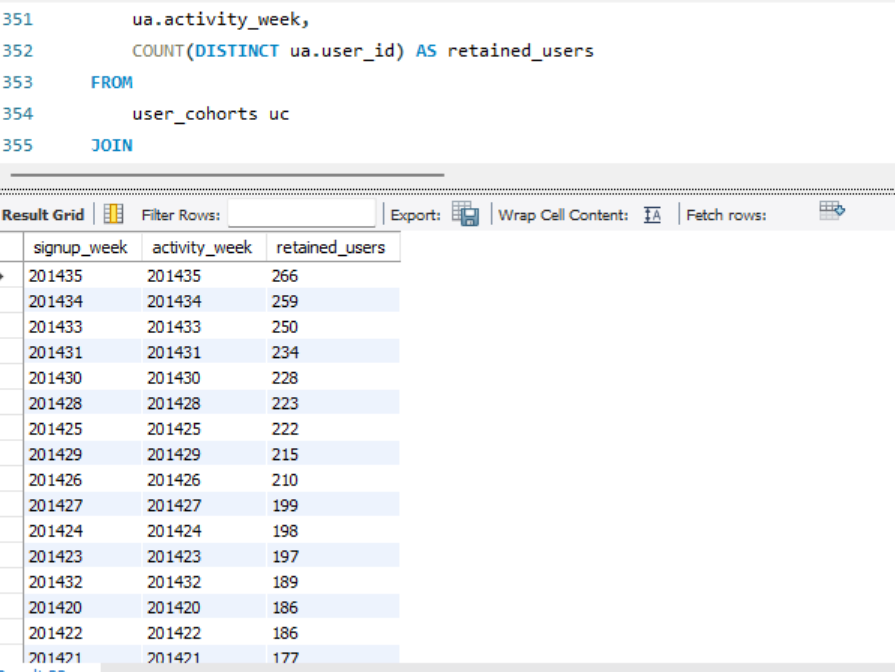 351 ua.activity_week,
352 COUNT(DISTINCT ua.user_id) AS retained_users
353 FROM
354 user_cohorts uc
355 JOIN
Result Grid Filter Rows: Export: Wrap Cell Content: IA Fetch rows:
signup_week activity_week retained_users
201435 201435 266
201434 201434 259
201433 201433 250
201431 201431 234
201430 201430 228
201428 201428 223
201425 201425 222
201429 201429 215
201426 201426 210
201427 201427 199
201424 201424 198
201423 201423 197
201432 201432 189
201420 201420 186
201422 201422 186
201421 201421 177